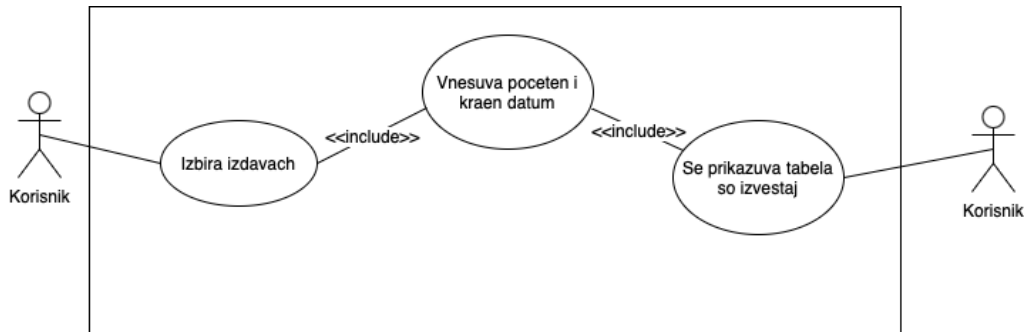 Vnesuva poceten i
kraen datum
<<include>>
<<include>>
Izbira izdavach
Se prikazuva tabela
so izvestaj
Korisnik
Korisnik